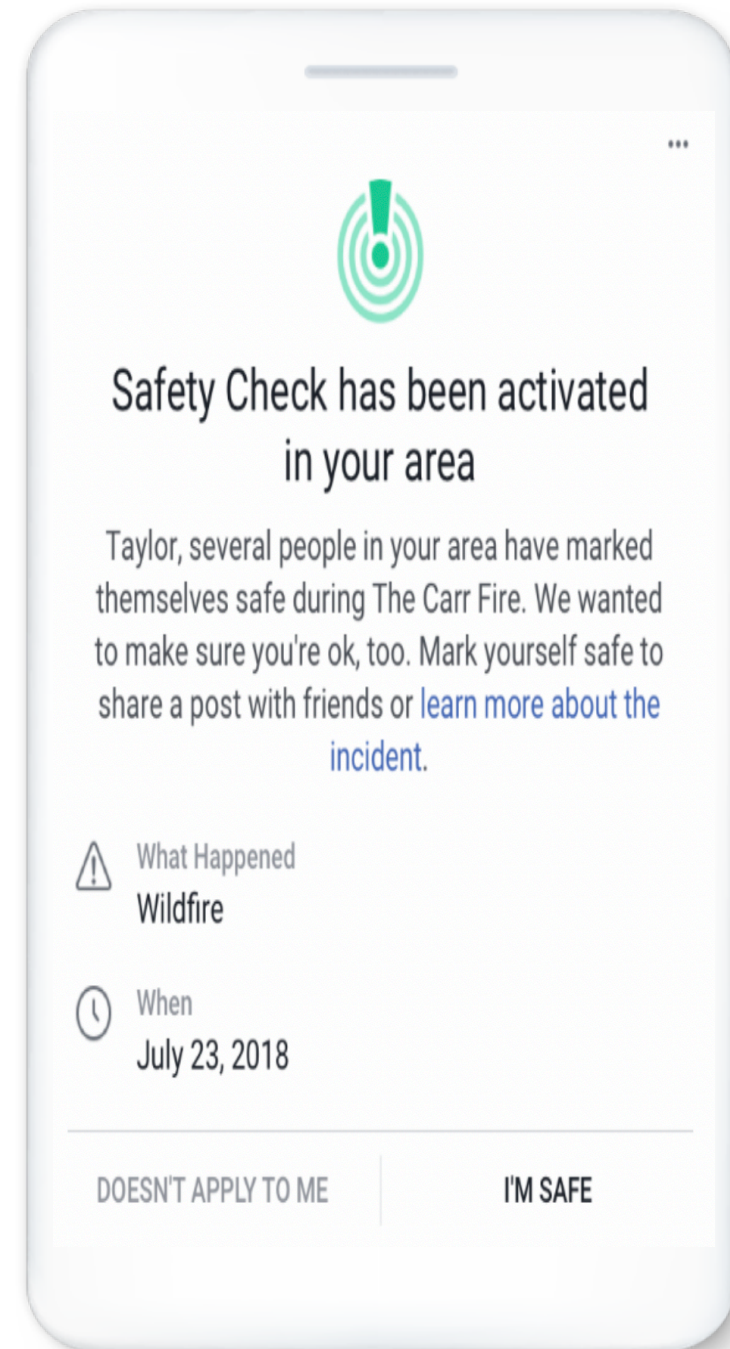 Safety Check has been activated
in your area
Taylor, several people in your area have marked
themselves safe during The Carr Fire. We wanted
to make sure you're ok, too. Mark yourself safe to
share a post with friends or learn more about the
incident.
What Happened
Wildfire
When
July 23, 2018
DOESN'T APPLY TO ME
I'M SAFE